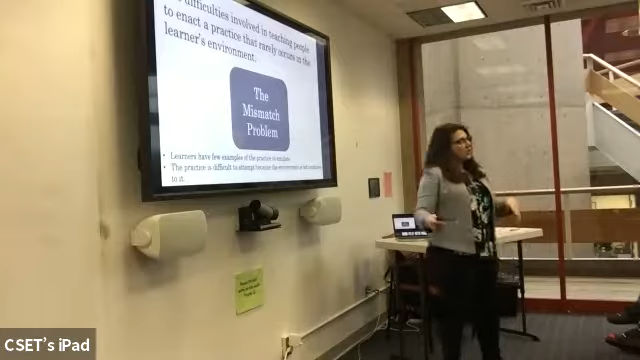 difficulties involved in teaching people
to enact a practice that rarely occurs in the
learner's environment.
The
Mismatch
Problem
• Learners have few examples of the practice to emulate
• The practice is difficult to attempt because the environment is not conducive
to it.
CSET's iPad